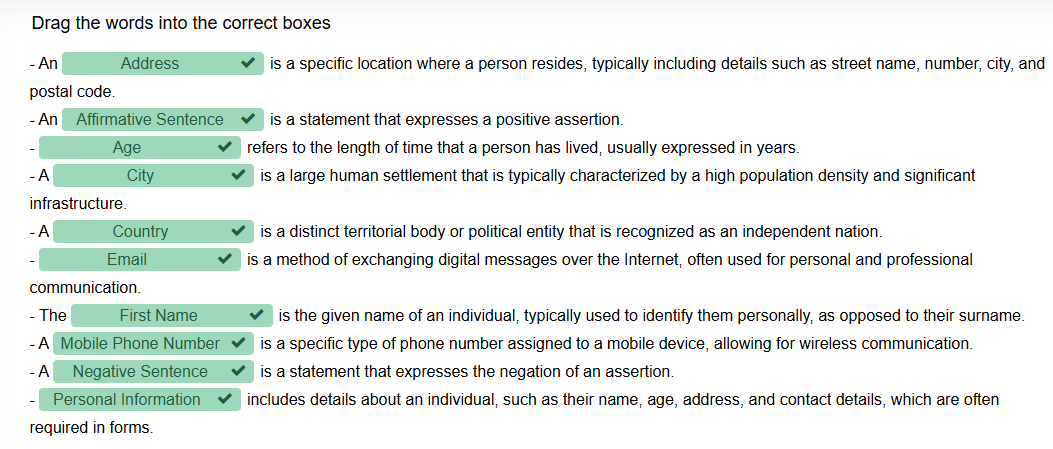 Drag the words into the correct boxes
- An Address ✔ is a specific location where a person resides, typically including details such as street name, number, city, and
postal code.
- An Affirmative Sentence ✔ is a statement that expresses a positive assertion.
- Age ✔ refers to the length of time that a person has lived, usually expressed in years.
- A City ✔ is a large human settlement that is typically characterized by a high population density and significant
infrastructure.
- A Country ✔ is a distinct territorial body or political entity that is recognized as an independent nation.
- Email ✔ is a method of exchanging digital messages over the Internet, often used for personal and professional
communication.
- The First Name ✔ is the given name of an individual, typically used to identify them personally, as opposed to their surname.
- A Mobile Phone Number ✔ is a specific type of phone number assigned to a mobile device, allowing for wireless communication.
- A Negative Sentence ✔ is a statement that expresses the negation of an assertion.
- Personal Information ✔ includes details about an individual, such as their name, age, address, and contact details, which are often
required in forms.